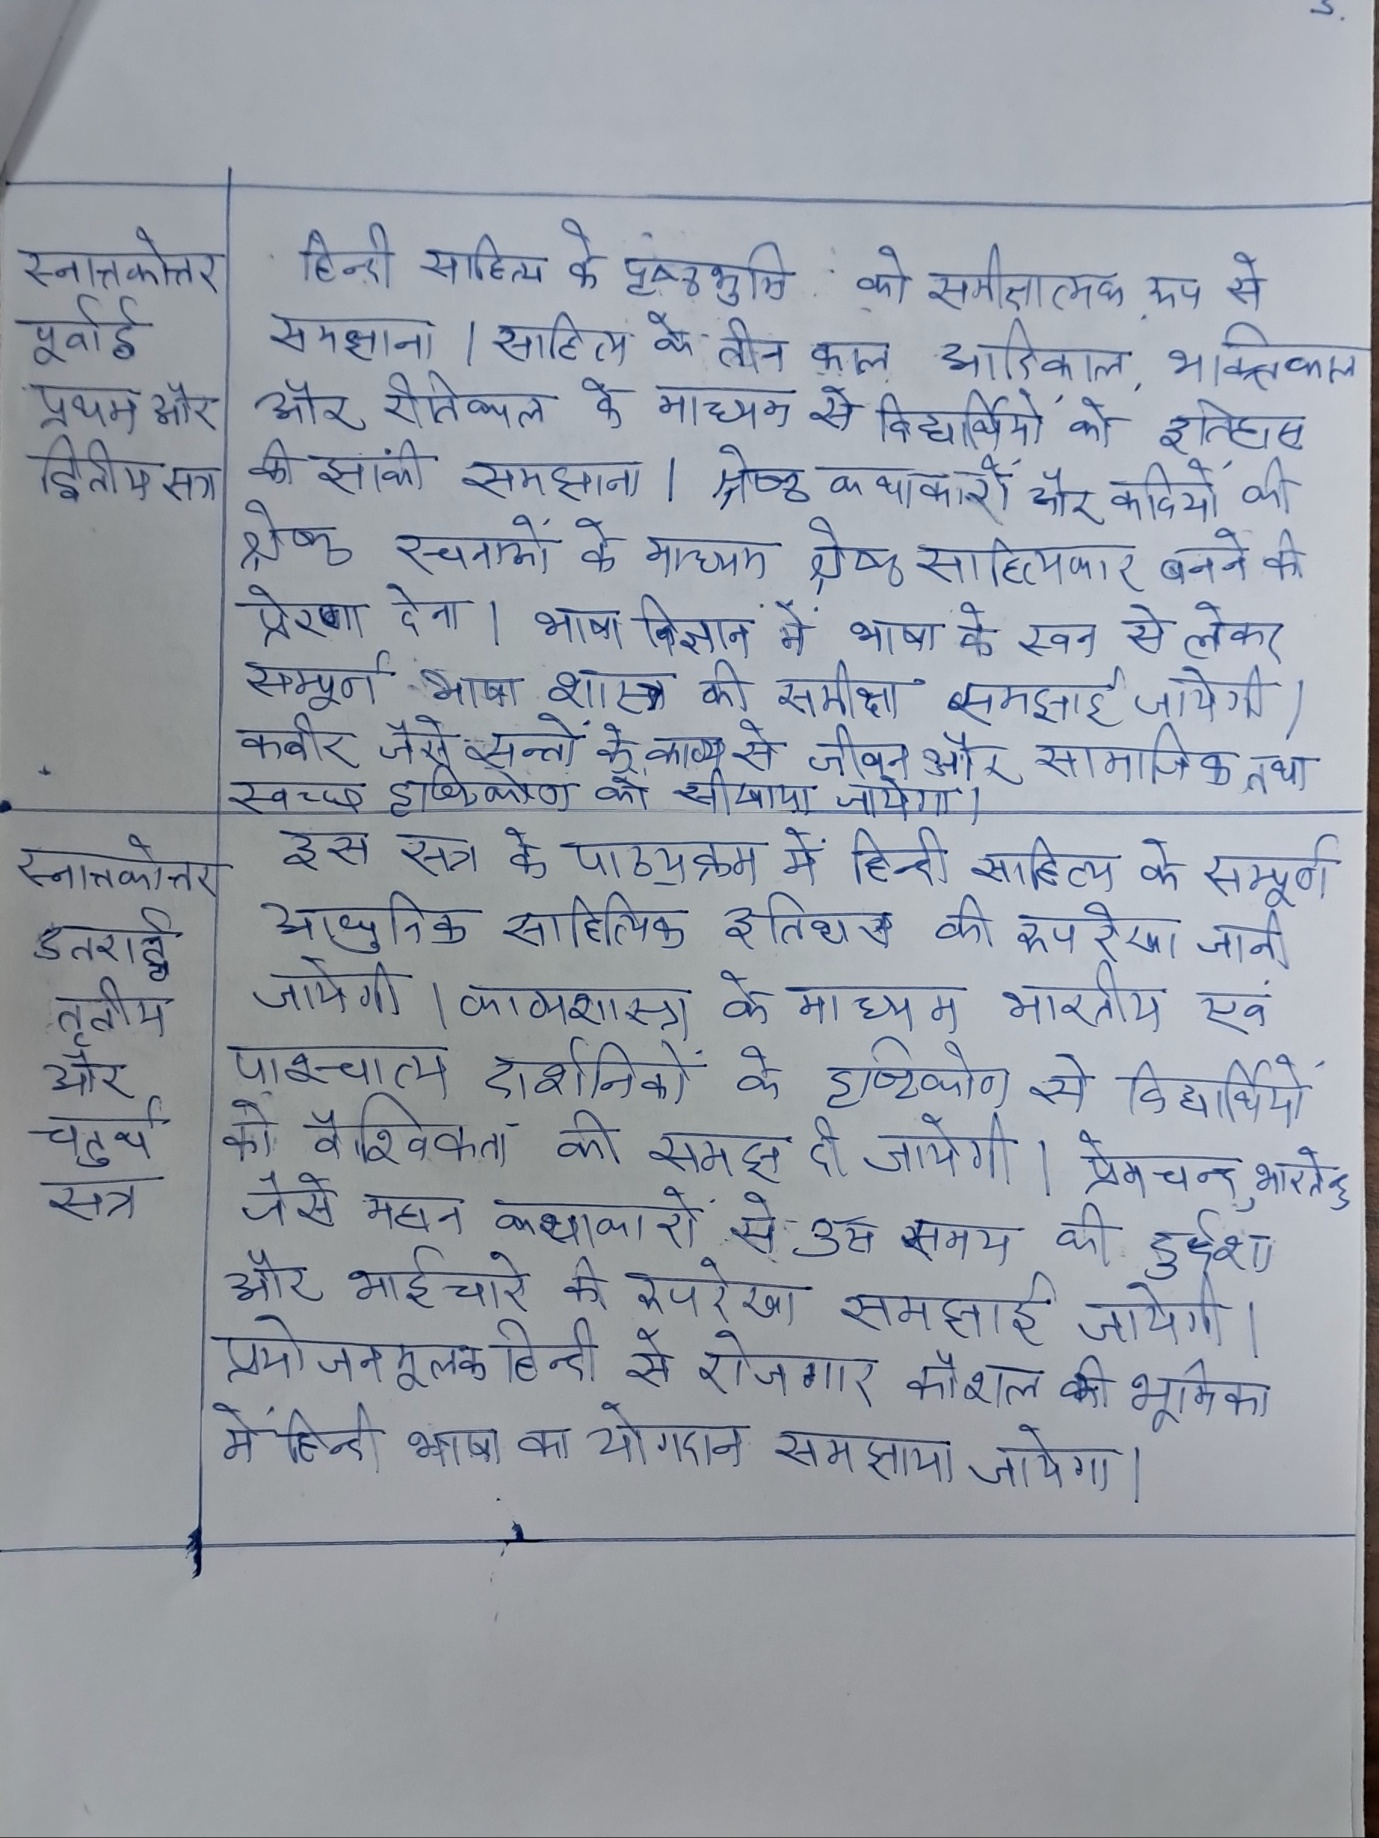 स्नात्तकोत्तर
पूर्वार्द्ध
प्रथम और
द्वितीय सत्र
हिन्दी साहित्य के पृष्ठभुमि को समीक्षात्मक रूप से
समझाना । साहित्य के तीन काल आदिकाल, भक्तिकाल
और रीतिकाल के माध्यम से विद्यार्थियों को इतिहास
की झांकी समझाना । श्रेष्ठ कथाकारों और कवियों की
श्रेष्ठ रचनाओं के माध्यम श्रेष्ठ साहित्यकार बनने की
प्रेरणा देना । भाषा विज्ञान में भाषा के स्वन से लेकर
सम्पूर्ण भाषा शास्त्र की समीक्षा समझाई जायेगी ।
कबीर जैसे सन्तों के काव्य से जीवन और सामाजिक तथा
स्वच्छ दृष्टिकोण को सीखाया जायेगा ।
स्नात्तकोत्तर
उतरार्द्ध
तृतीय
और
चतुर्थ
सत्र
इस सत्र के पाठ्यक्रम में हिन्दी साहित्य के सम्पूर्ण
आधुनिक साहित्यिक इतिहास की रूपरेखा जानी
जायेगी । काव्यशास्त्र के माध्यम भारतीय एवं
पाश्चात्य दार्शनिकों के दृष्टिकोण से विद्यार्थियों
को वैश्विकता की समझ दी जायेगी । प्रेमचन्द, भारतेन्दु
जैसे महान कथाकारों से उस समय की दुर्दशा
और भाईचारे की रूपरेखा समझाई जायेगी ।
प्रयोजनमूलक हिन्दी से रोजगार कौशल की भूमिका
में हिन्दी भाषा का योगदान समझाया जायेगा ।